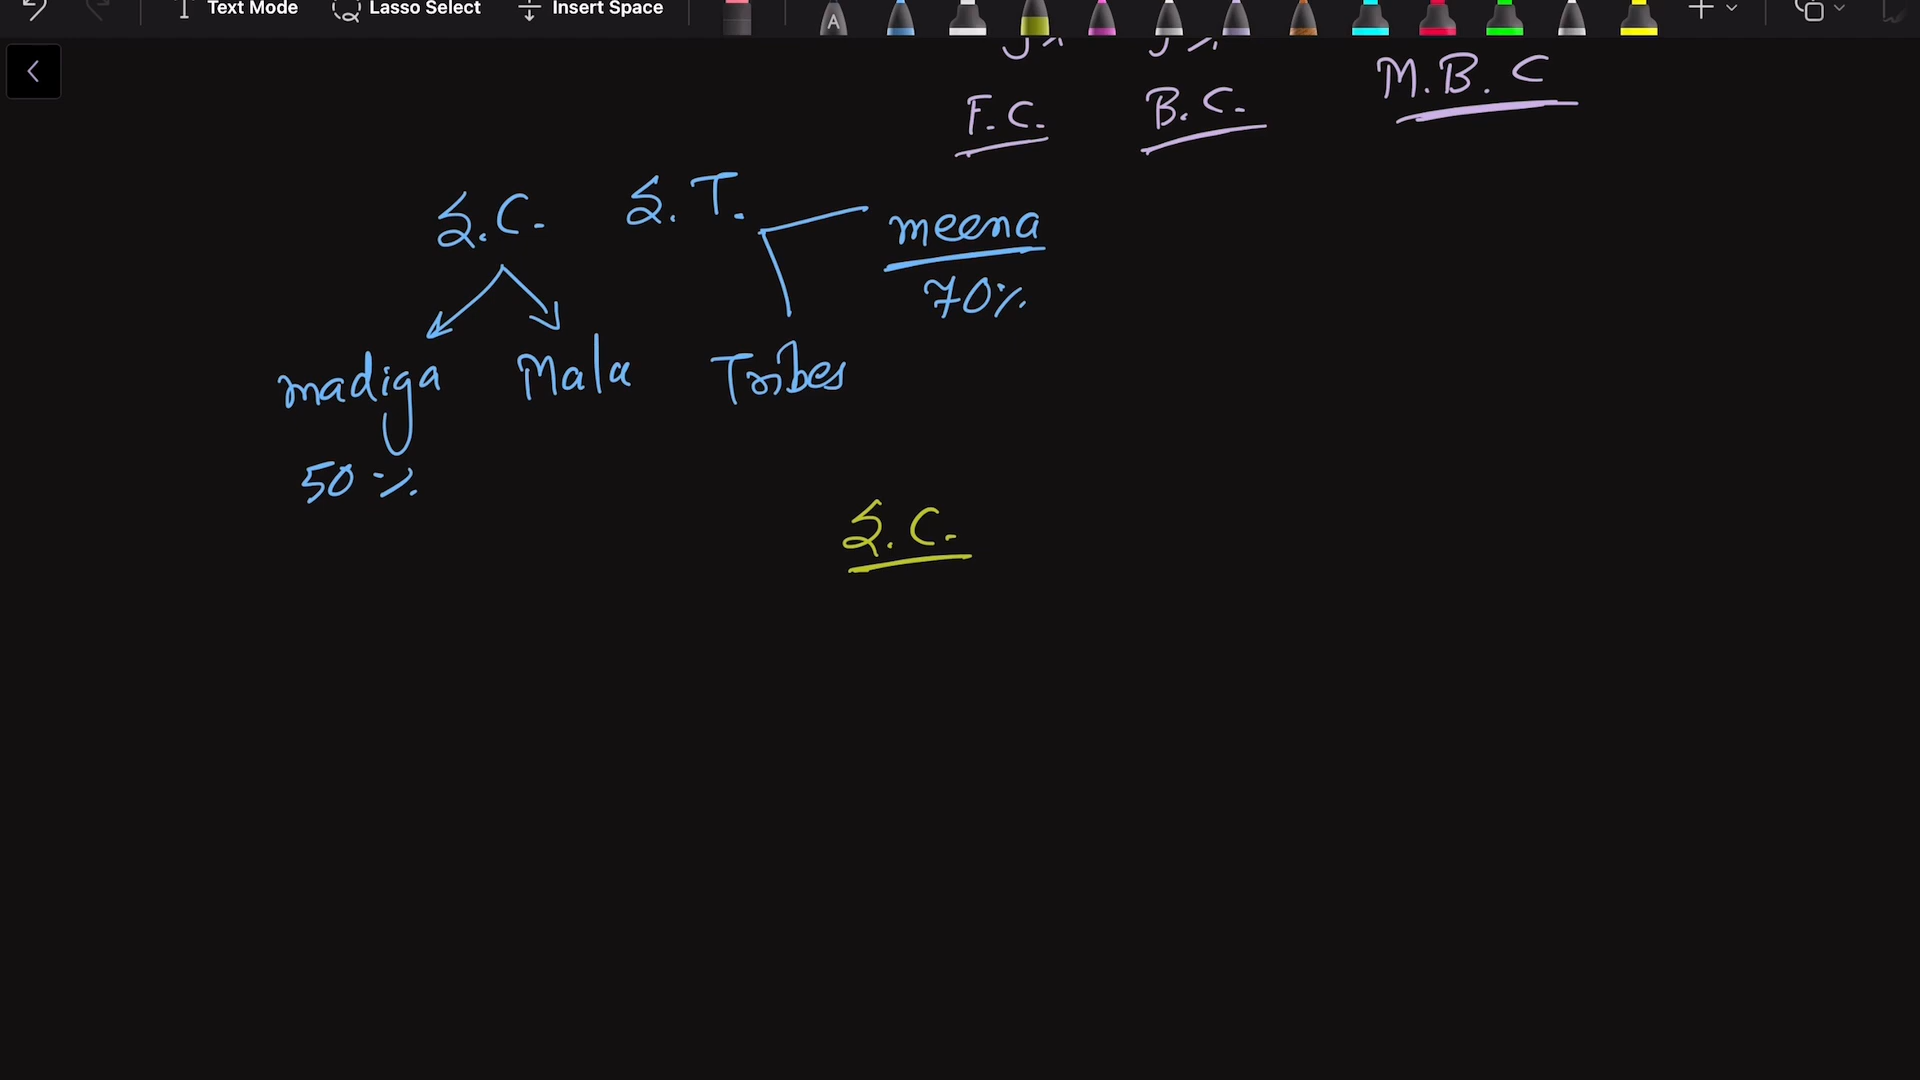 Text Mode Lasso Select Insert Space
A
F.C. B.C. M.B.C
S.C. S.T. meena
70%
madiga Mala Tribes
50%
S.C.